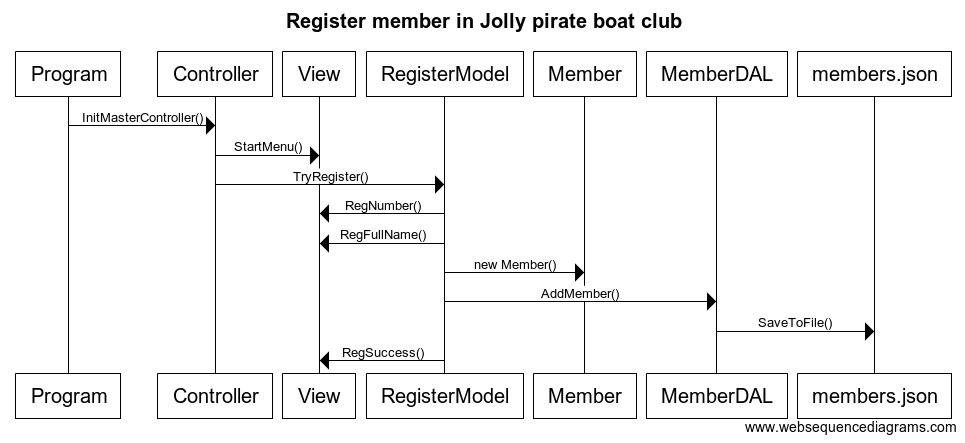 Register member in Jolly pirate boat club
Program Controller View RegisterModel Member MemberDAL members.json
InitMasterController()
StartMenu()
TryRegister()
RegNumber()
RegFullName()
new Member()
AddMember()
SaveToFile()
RegSuccess()
Program Controller View RegisterModel Member MemberDAL members.json
www.websequencediagrams.com